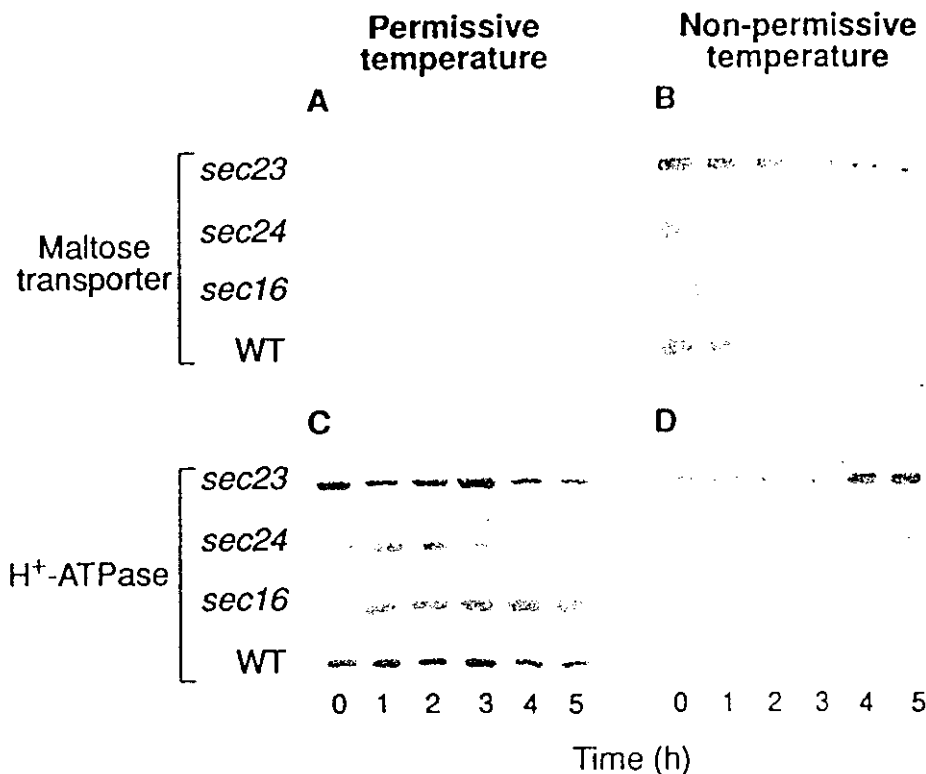 Permissive temperature
Non-permissive temperature
A
B
Maltose transporter
sec23
sec24
sec16
WT
C
D
H+-ATPase
sec23
sec24
sec16
WT
0 1 2 3 4 5
0 1 2 3 4 5
Time (h)